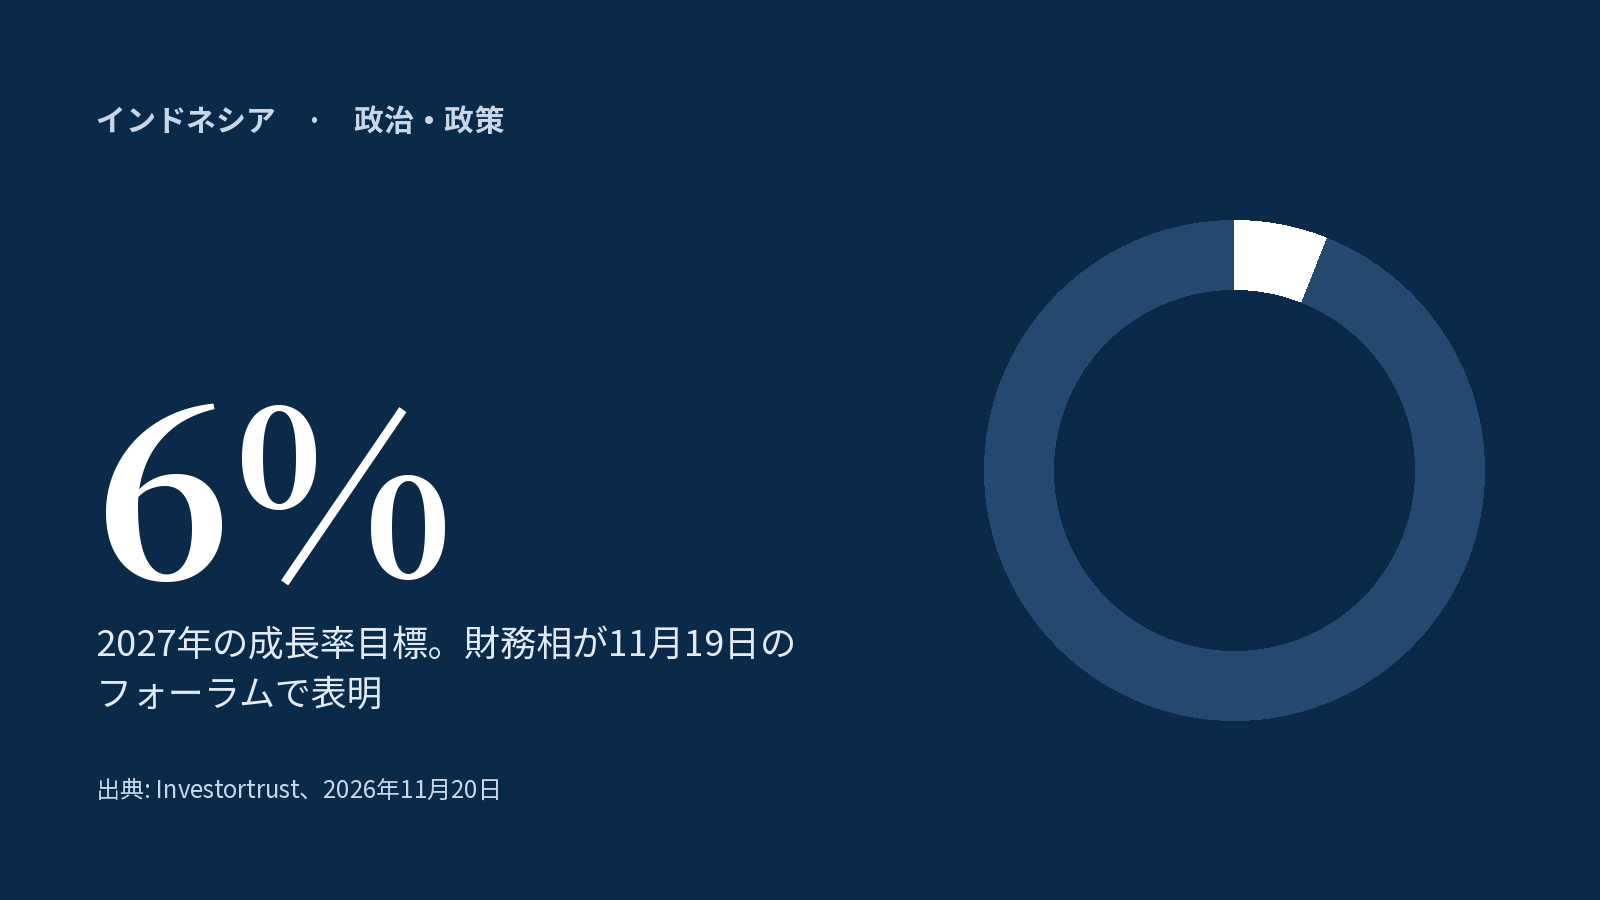 インドネシア · 政治・政策
6%
2027年の成長率目標。財務相が11月19日の
フォーラムで表明
出典: Investortrust、2026年11月20日